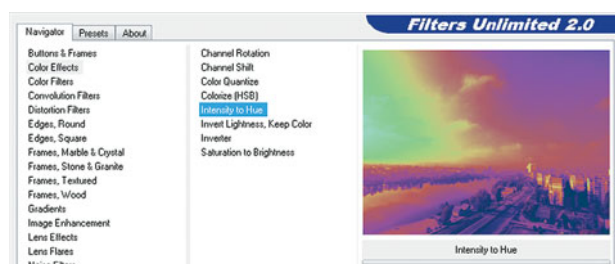 Filters Unlimited 2.0
Navigator Presets About
Buttons & Frames
Color Effects
Color Filters
Convolution Filters
Distortion Filters
Edges, Round
Edges, Square
Frames, Marble & Crystal
Frames, Stone & Granite
Frames, Textured
Frames, Wood
Gradients
Image Enhancement
Lens Effects
Lens Flares
Noise Filters
Channel Rotation
Channel Shift
Color Quantize
Colorize (HSB)
Intensity to Hue
Invert Lightness, Keep Color
Inverter
Saturation to Brightness
Intensity to Hue